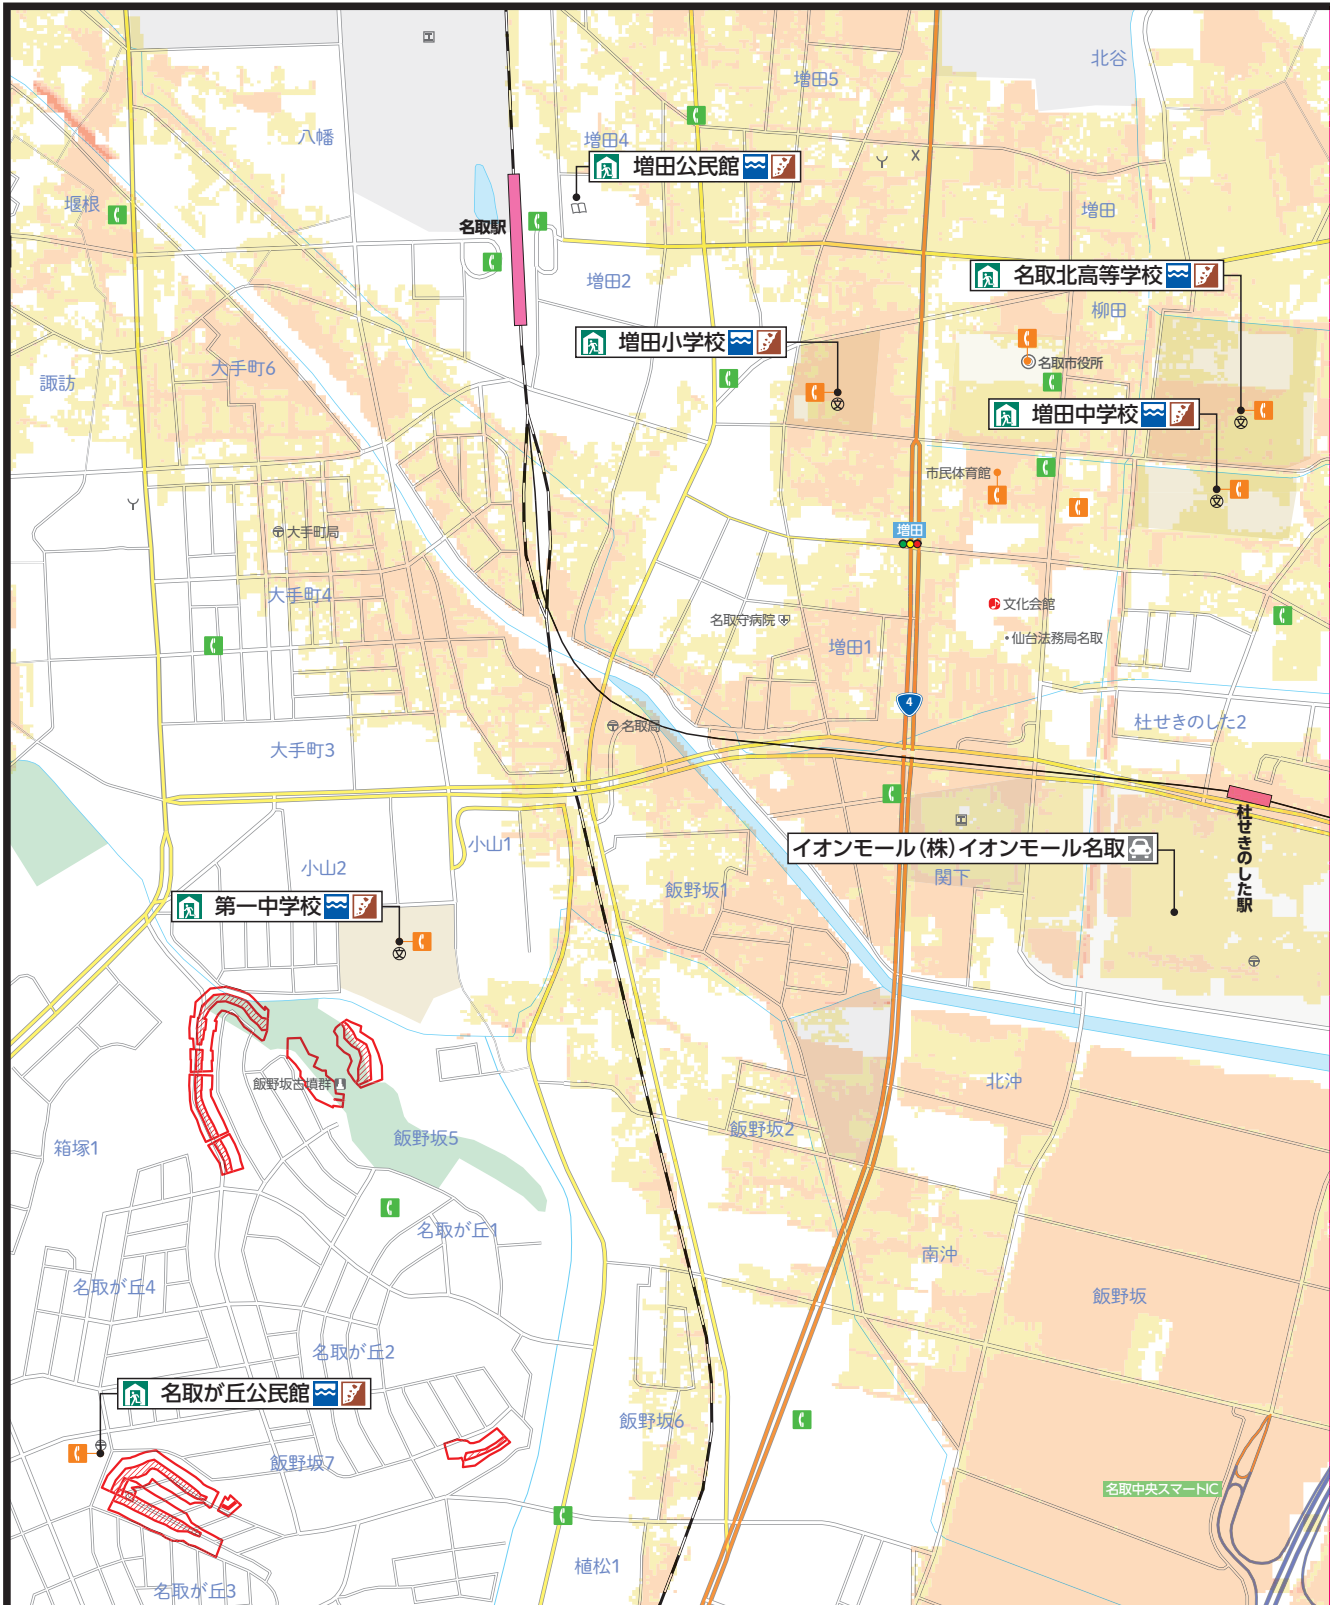 北谷
増田5
八幡
増田4
増田公民館
堰根
増田
名取駅
名取北高等学校
増田2
柳田
増田小学校
名取市役所
大手町6
諏訪
増田中学校
市民体育館
大手町局
増田
大手町4
文化会館
名取守病院
仙台法務局名取
増田1
4
杜せきのした2
名取局
大手町3
杜せきのした駅
小山1
イオンモール(株)イオンモール名取
小山2
飯野坂1
関下
第一中学校
飯野坂古墳群
北沖
飯野坂2
飯野坂5
箱塚1
名取が丘1
南沖
名取が丘4
飯野坂
名取が丘2
名取が丘公民館
飯野坂6
飯野坂7
名取中央スマートIC
植松1
名取が丘3